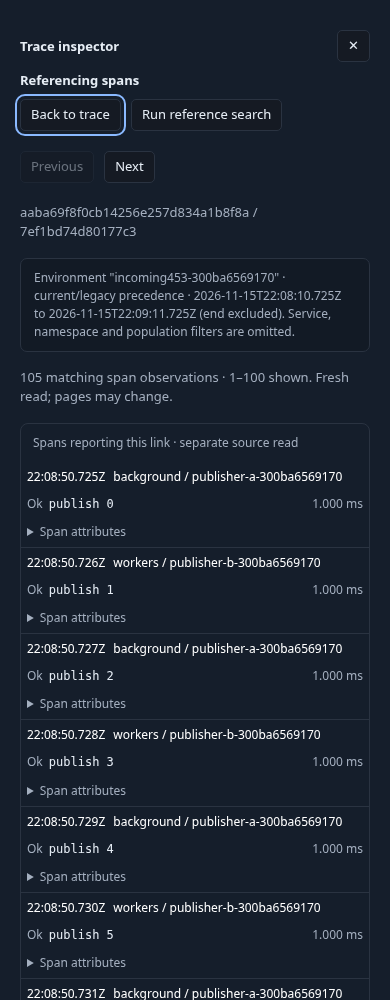 Trace inspector
✕
Referencing spans
Back to trace
Run reference search
Previous
Next
aaba69f8f0cb14256e257d834a1b8f8a /
7ef1bd74d80177c3
Environment "incoming453-300ba6569170" ·
current/legacy precedence · 2026-11-15T22:08:10.725Z
to 2026-11-15T22:09:11.725Z (end excluded). Service,
namespace and population filters are omitted.
105 matching span observations · 1–100 shown. Fresh
read; pages may change.
Spans reporting this link · separate source read
22:08:50.725Z background / publisher-a-300ba6569170
Ok publish 0 1.000 ms
▶ Span attributes
22:08:50.726Z workers / publisher-b-300ba6569170
Ok publish 1 1.000 ms
▶ Span attributes
22:08:50.727Z background / publisher-a-300ba6569170
Ok publish 2 1.000 ms
▶ Span attributes
22:08:50.728Z workers / publisher-b-300ba6569170
Ok publish 3 1.000 ms
▶ Span attributes
22:08:50.729Z background / publisher-a-300ba6569170
Ok publish 4 1.000 ms
▶ Span attributes
22:08:50.730Z workers / publisher-b-300ba6569170
Ok publish 5 1.000 ms
▶ Span attributes
22:08:50.731Z background / publisher-a-300ba6569170